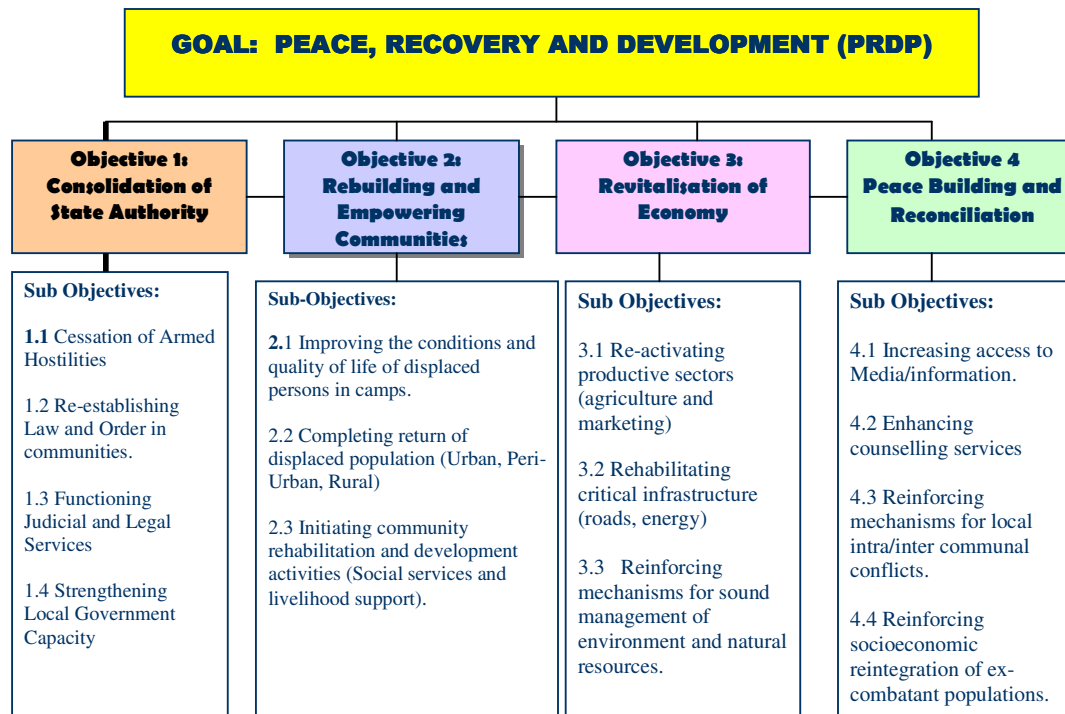 GOAL: PEACE, RECOVERY AND DEVELOPMENT (PRDP)
Objective 1:
Consolidation of
State Authority
Objective 2:
Rebuilding and
Empowering
Communities
Objective 3:
Revitalisation of
Economy
Objective 4
Peace Building and
Reconciliation
Sub Objectives:
1.1 Cessation of Armed
Hostilities
1.2 Re-establishing
Law and Order in
communities.
1.3 Functioning
Judicial and Legal
Services
1.4 Strengthening
Local Government
Capacity
Sub-Objectives:
2.1 Improving the conditions and
quality of life of displaced
persons in camps.
2.2 Completing return of
displaced population (Urban, Peri-
Urban, Rural)
2.3 Initiating community
rehabilitation and development
activities (Social services and
livelihood support).
Sub Objectives:
3.1 Re-activating
productive sectors
(agriculture and
marketing)
3.2 Rehabilitating
critical infrastructure
(roads, energy)
3.3 Reinforcing
mechanisms for sound
management of
environment and natural
resources.
Sub Objectives:
4.1 Increasing access to
Media/information.
4.2 Enhancing
counselling services
4.3 Reinforcing
mechanisms for local
intra/inter communal
conflicts.
4.4 Reinforcing
socioeconomic
reintegration of ex-
combatant populations.